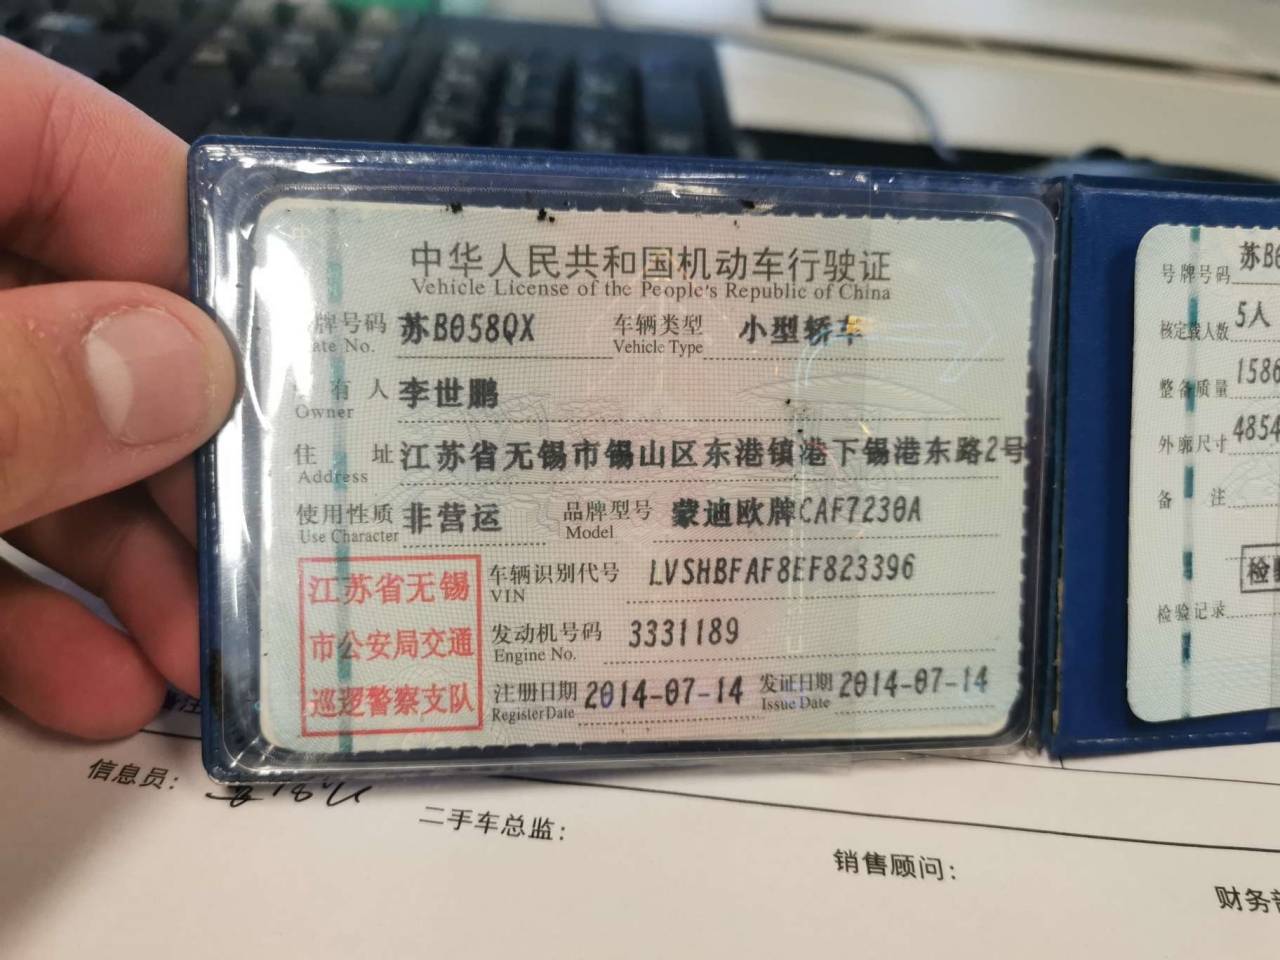 中华人民共和国机动车行驶证
Vehicle License of the People's Republic of China
牌号码 苏B058QX 车辆类型 小型轿车
ate No. Vehicle Type
有人 李世鹏
Owner
住址 江苏省无锡市锡山区东港镇港下锡港东路2号
Address
使用性质 非营运 品牌型号 蒙迪欧牌CAF7230A
Use Character Model
江苏省无锡
市公安局交通
巡逻警察支队
车辆识别代号 LVSHBFAF8EF823396
VIN
发动机号码 3331189
Engine No.
注册日期 2014-07-14 发证日期 2014-07-14
Register Date Issue Date
号牌号码 苏B0
核定载人数 5人
整备质量 1586
外廓尺寸 4854
备注
检
检验记录
信息员：
二手车总监：
销售顾问：
财务部